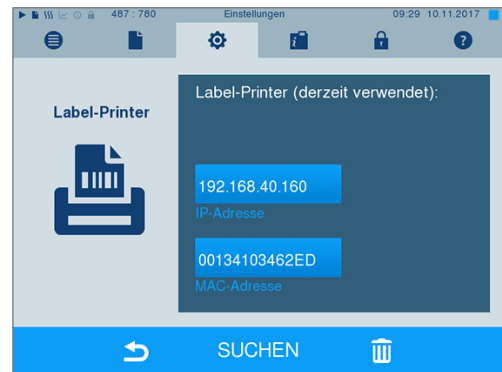 487 : 780 Einstellungen 09:29 10.11.2017
Label-Printer
Label-Printer (derzeit verwendet):
192.168.40.160
IP-Adresse
00134103462ED
MAC-Adresse
SUCHEN